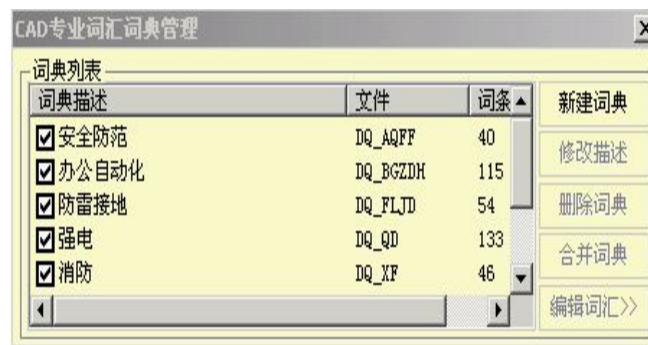 CAD专业词汇词典管理
词典列表
词典描述 文件 词条
安全防范 DQ_AQFF 40
办公自动化 DQ_BGZDH 115
防雷接地 DQ_FLJD 54
强电 DQ_QD 133
消防 DQ_XF 46
新建词典
修改描述
删除词典
合并词典
编辑词汇>>